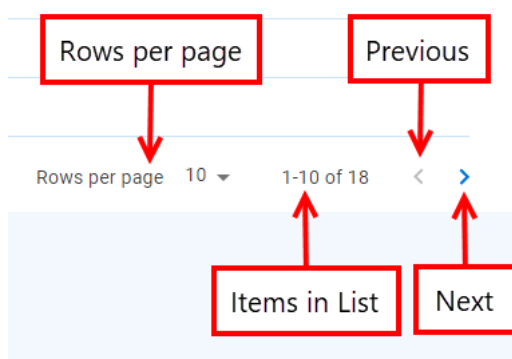 Rows per page
Previous
Rows per page 10 1-10 of 18
Items in List
Next